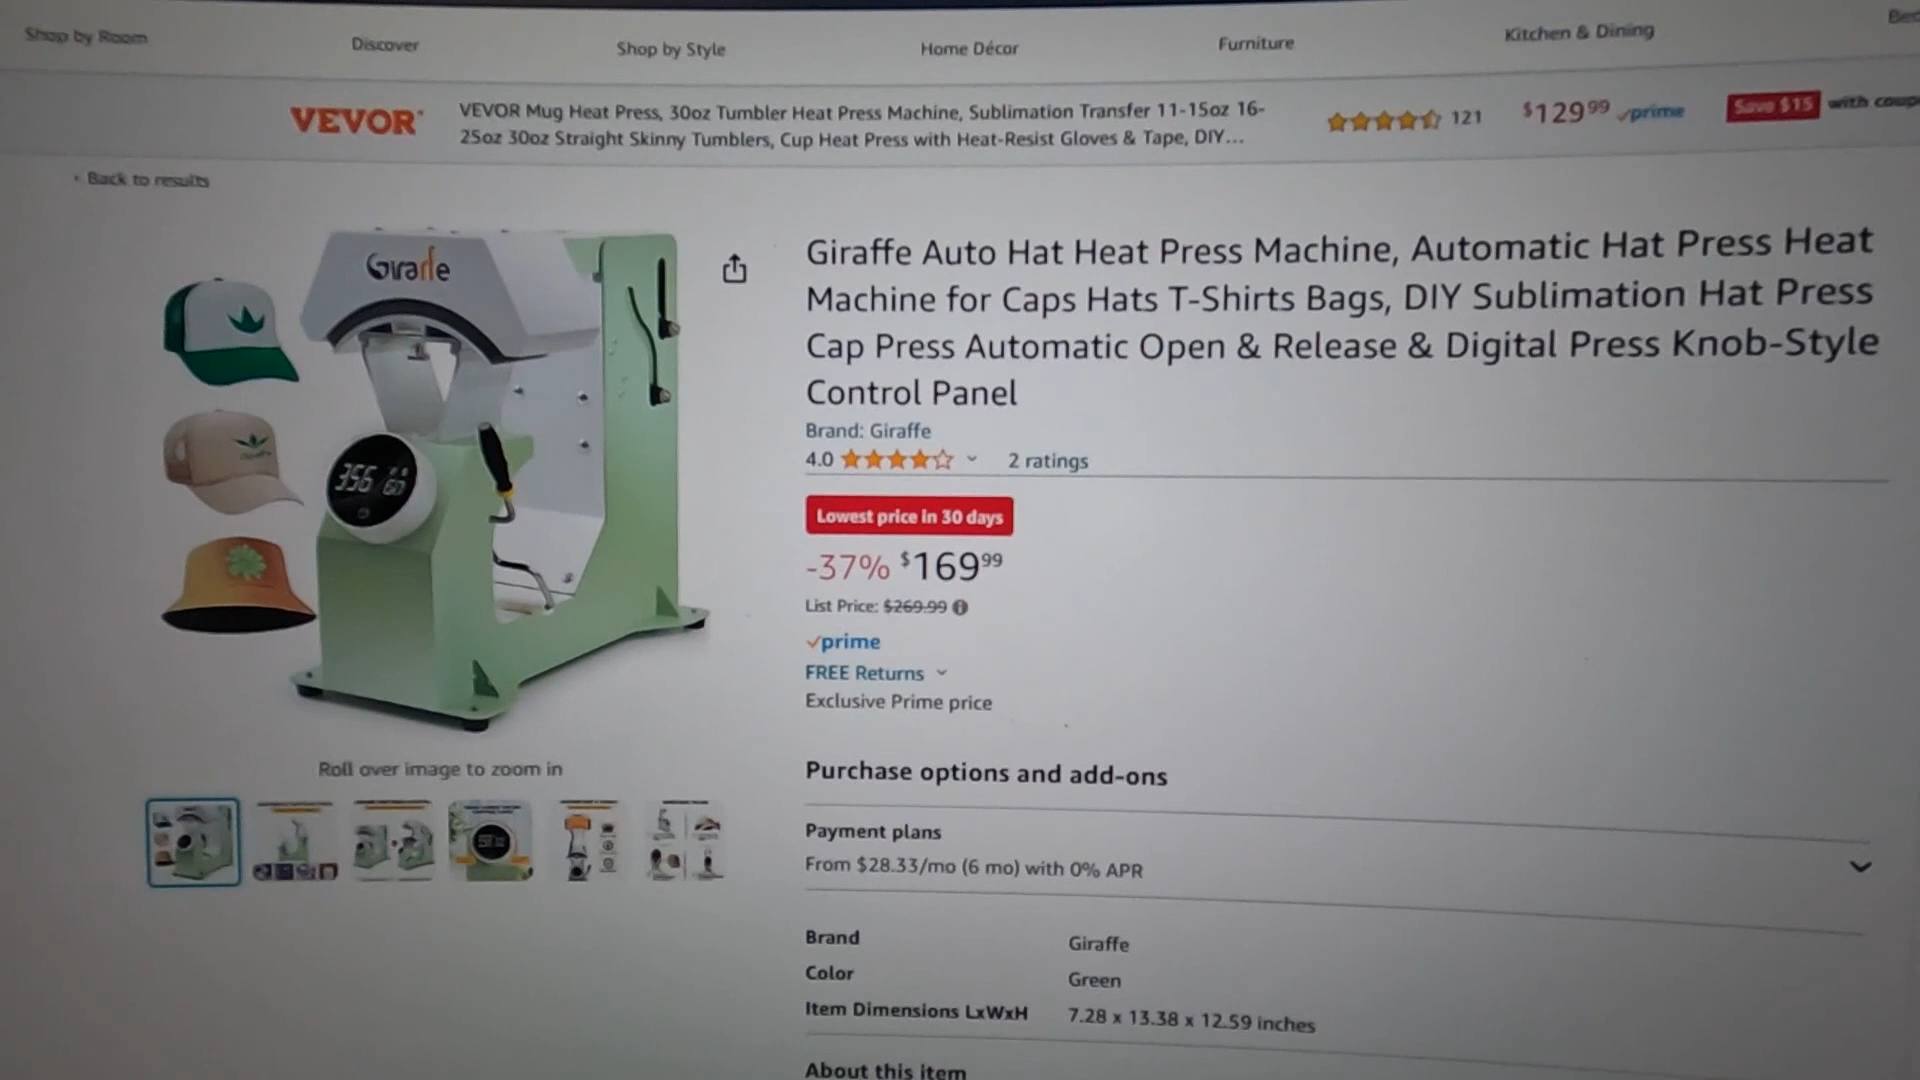 Shop by Room
Discover
Shop by Style
Home Décor
Furniture
Kitchen & Dining
VEVOR
VEVOR Mug Heat Press, 30oz Tumbler Heat Press Machine, Sublimation Transfer 11-15oz 16-
25oz 30oz Straight Skinny Tumblers, Cup Heat Press with Heat-Resist Gloves & Tape, DIY...
121
$129.99 prime
Save $15 with
‹ Back to results
Giraffe
356
60
Giraffe Auto Hat Heat Press Machine, Automatic Hat Press Heat
Machine for Caps Hats T-Shirts Bags, DIY Sublimation Hat Press
Cap Press Automatic Open & Release & Digital Press Knob-Style
Control Panel
Brand: Giraffe
4.0
2 ratings
Lowest price in 30 days
-37% $169.99
List Price: $269.99
prime
FREE Returns
Exclusive Prime price
Roll over image to zoom in
Purchase options and add-ons
Payment plans
From $28.33/mo (6 mo) with 0% APR
Brand Giraffe
Color Green
Item Dimensions LxWxH 7.28 x 13.38 x 12.59 inches
About this item